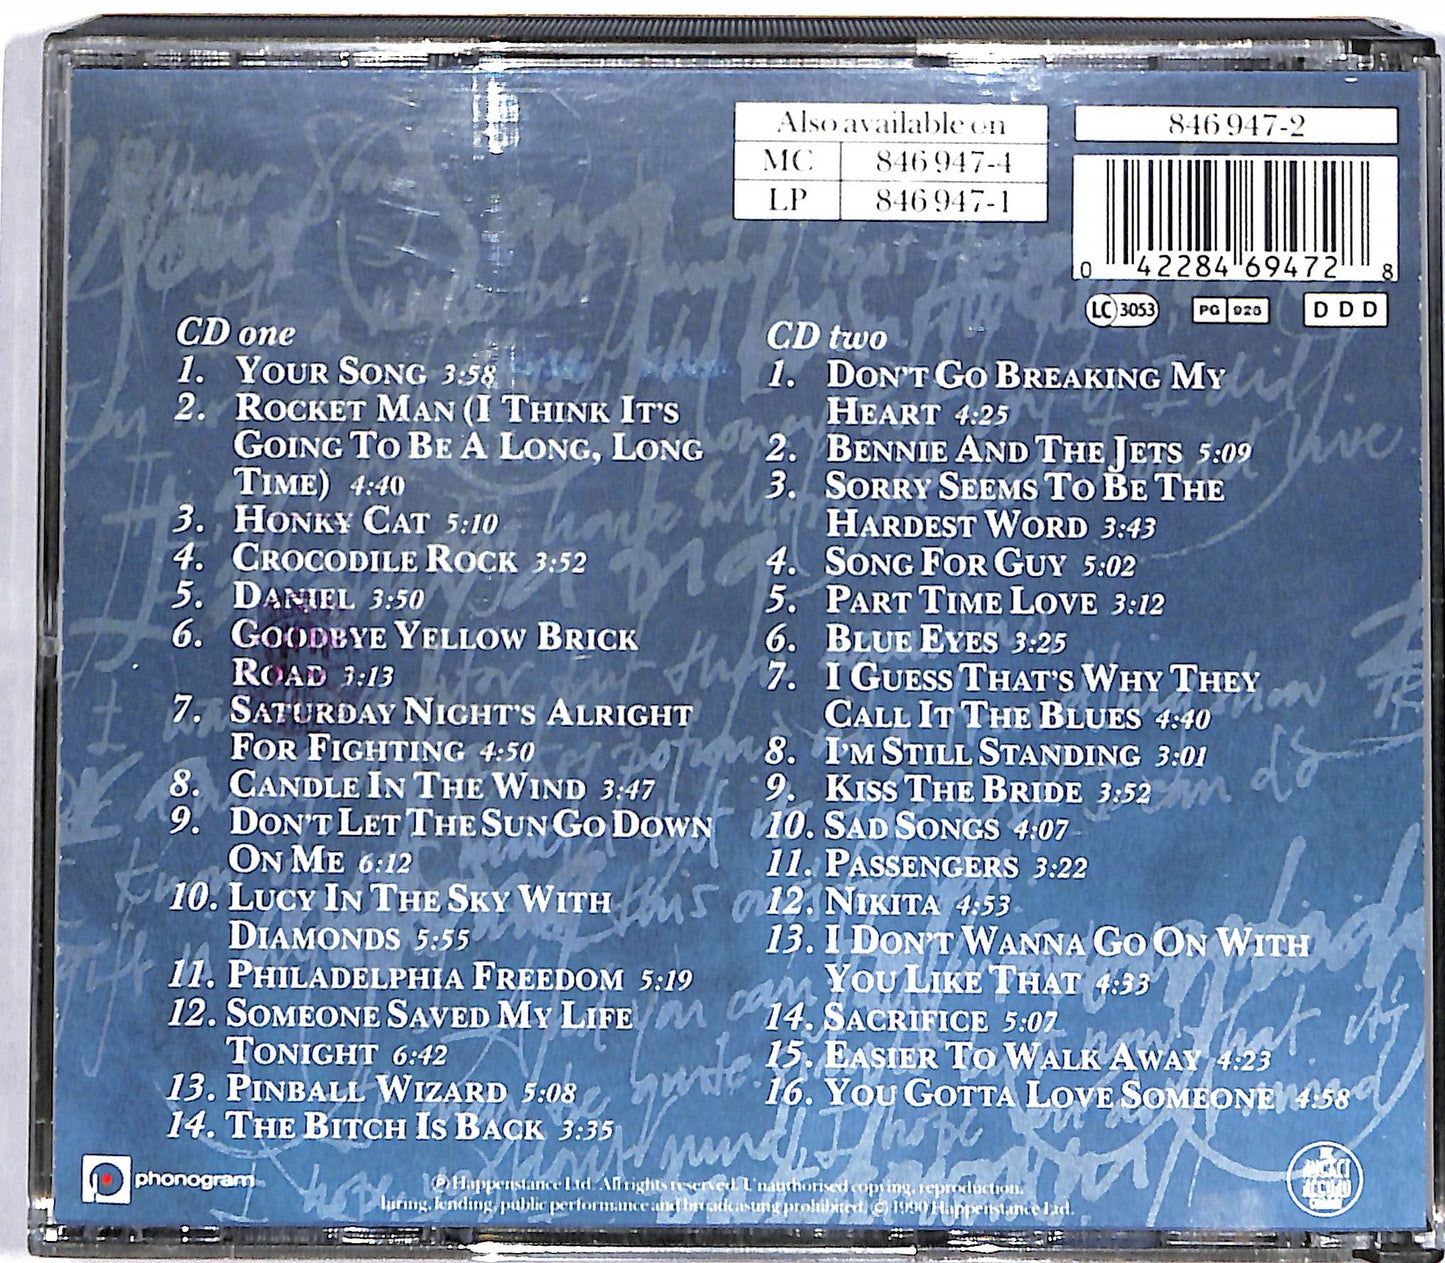 Also available on
MC 846 947-4
LP 846 947-1
846 947-2
0 42284 69472 8
LC 3053
PG 920
DDD
CD one
1. YOUR SONG 3:58
2. ROCKET MAN (I THINK IT'S
GOING TO BE A LONG, LONG
TIME) 4:40
3. HONKY CAT 5:10
4. CROCODILE ROCK 3:52
5. DANIEL 3:50
6. GOODBYE YELLOW BRICK
ROAD 3:13
7. SATURDAY NIGHT'S ALRIGHT
FOR FIGHTING 4:50
8. CANDLE IN THE WIND 3:47
9. DON'T LET THE SUN GO DOWN
ON ME 6:12
10. LUCY IN THE SKY WITH
DIAMONDS 5:55
11. PHILADELPHIA FREEDOM 5:19
12. SOMEONE SAVED MY LIFE
TONIGHT 6:42
13. PINBALL WIZARD 5:08
14. THE BITCH IS BACK 3:35
CD two
1. DON'T GO BREAKING MY
HEART 4:25
2. BENNIE AND THE JETS 5:09
3. SORRY SEEMS TO BE THE
HARDEST WORD 3:43
4. SONG FOR GUY 5:02
5. PART TIME LOVE 3:12
6. BLUE EYES 3:25
7. I GUESS THAT'S WHY THEY
CALL IT THE BLUES 4:40
8. I'M STILL STANDING 3:01
9. KISS THE BRIDE 3:52
10. SAD SONGS 4:07
11. PASSENGERS 3:22
12. NIKITA 4:53
13. I DON'T WANNA GO ON WITH
YOU LIKE THAT 4:33
14. SACRIFICE 5:07
15. EASIER TO WALK AWAY 4:23
16. YOU GOTTA LOVE SOMEONE 4:58
phonogram
℗ Happenstance Ltd. All rights reserved. Unauthorised copying, reproduction,
hiring, lending, public performance and broadcasting prohibited. © 1990 Happenstance Ltd.